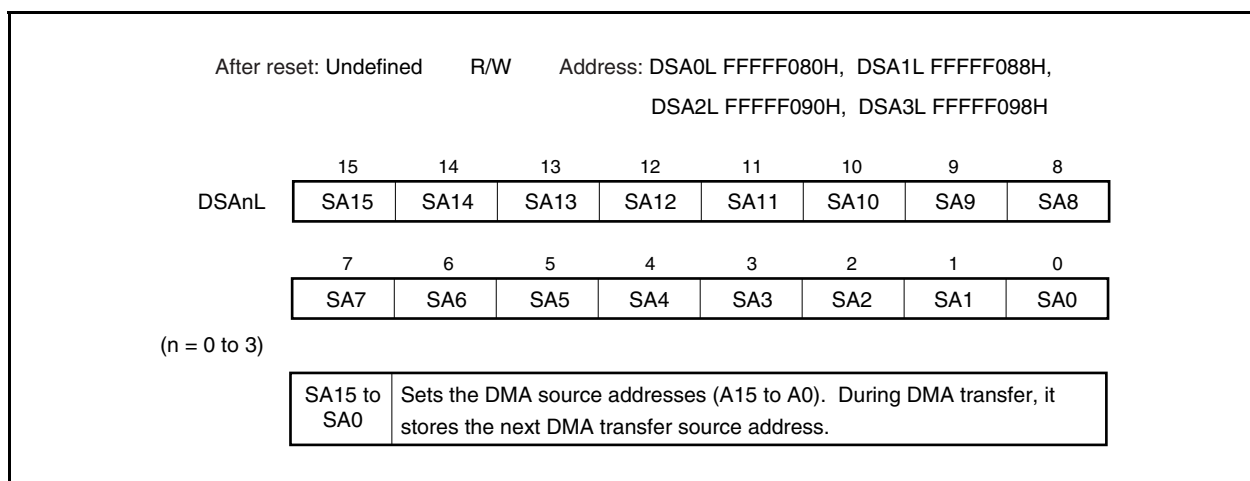 After reset: Undefined R/W Address: DSA0L FFFFF080H, DSA1L FFFFF088H,
DSA2L FFFFF090H, DSA3L FFFFF098H
15 14 13 12 11 10 9 8
DSAnL SA15 SA14 SA13 SA12 SA11 SA10 SA9 SA8
7 6 5 4 3 2 1 0
SA7 SA6 SA5 SA4 SA3 SA2 SA1 SA0
(n = 0 to 3)
SA15 to SA0 Sets the DMA source addresses (A15 to A0). During DMA transfer, it
stores the next DMA transfer source address.